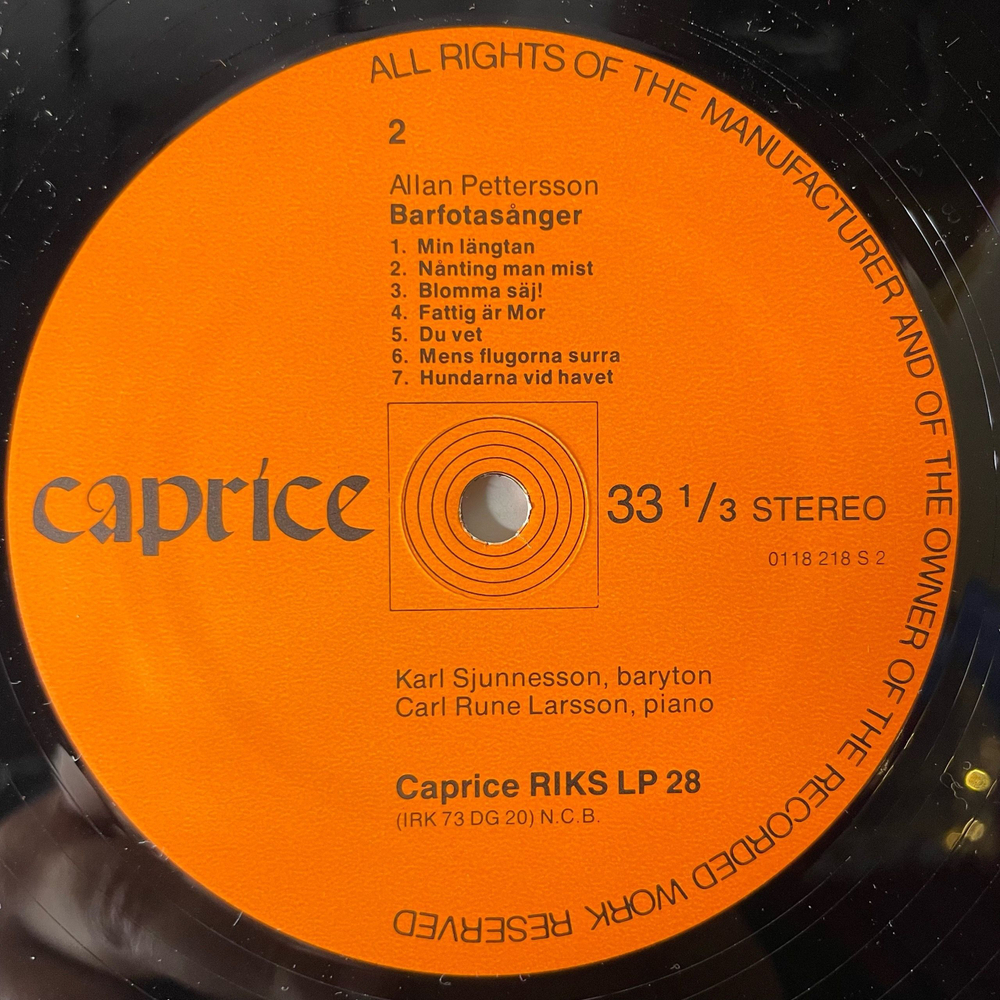 ALL RIGHTS OF THE MANUFACTURER AND OF THE OWNER OF THE RECORDED WORK RESERVED
2
Allan Pettersson
Barfotasånger
1. Min längtan
2. Nånting man mist
3. Blomma säj!
4. Fattig är Mor
5. Du vet
6. Mens flugorna surra
7. Hundarna vid havet
caprice
33 1/3 STEREO
0118 218 S 2
Karl Sjunnesson, baryton
Carl Rune Larsson, piano
Caprice RIKS LP 28
(IRK 73 DG 20) N.C.B.